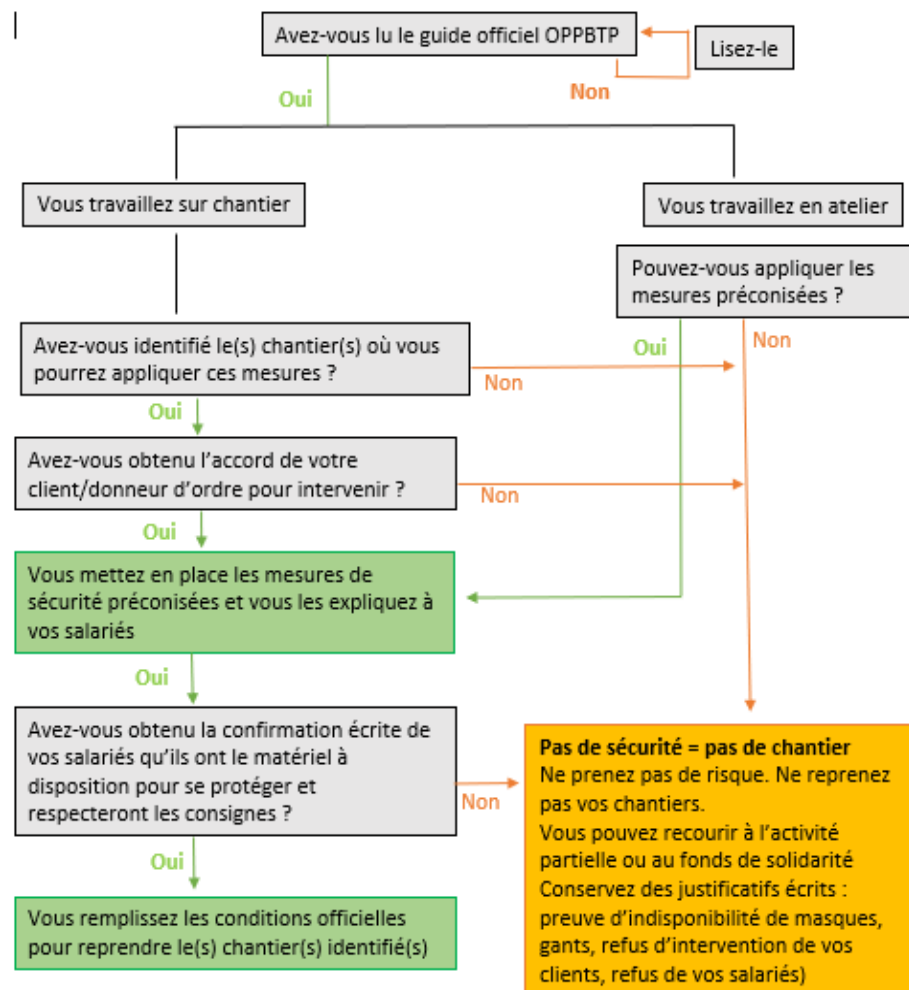 Avez-vous lu le guide officiel OPPBTP
Lisez-le
Oui
Non
Vous travaillez sur chantier
Vous travaillez en atelier
Pouvez-vous appliquer les
mesures préconisées ?
Oui
Non
Avez-vous identifié le(s) chantier(s) où vous
pourrez appliquer ces mesures ?
Non
Oui
Avez-vous obtenu l’accord de votre
client/donneur d’ordre pour intervenir ?
Non
Oui
Vous mettez en place les mesures de
sécurité préconisées et vous les expliquez à
vos salariés
Oui
Avez-vous obtenu la confirmation écrite de
vos salariés qu’ils ont le matériel à
disposition pour se protéger et
respecteront les consignes ?
Non
Oui
Vous remplissez les conditions officielles
pour reprendre le(s) chantier(s) identifié(s)
Pas de sécurité = pas de chantier
Ne prenez pas de risque. Ne reprenez
pas vos chantiers.
Vous pouvez recourir à l’activité
partielle ou au fonds de solidarité
Conservez des justificatifs écrits :
preuve d’indisponibilité de masques,
gants, refus d’intervention de vos
clients, refus de vos salariés)